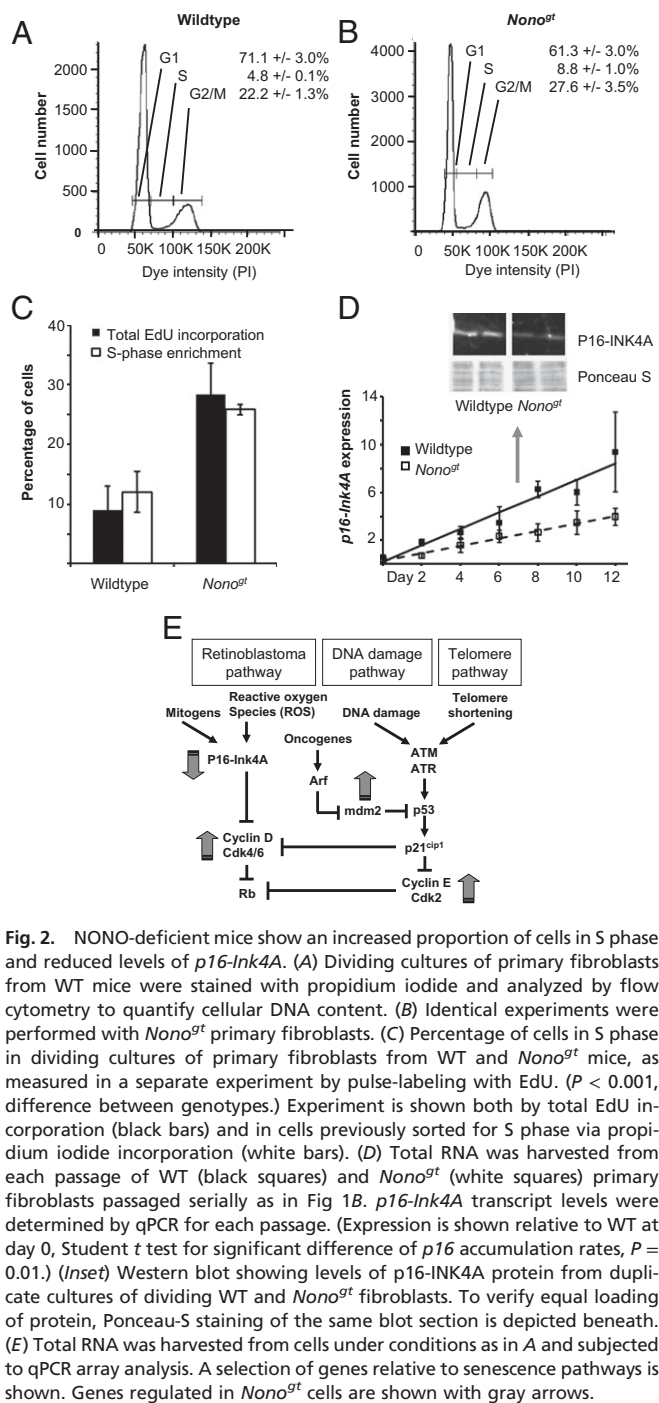 A
Wildtype
G1
S
G2/M
71.1 +/- 3.0%
4.8 +/- 0.1%
22.2 +/- 1.3%
Cell number
2000
1500
1000
500
0
0 50K 100K 150K 200K
Dye intensity (PI)
B
Nonogt
G1
S
G2/M
61.3 +/- 3.0%
8.8 +/- 1.0%
27.6 +/- 3.5%
Cell number
4000
3000
2000
1000
0
0 50K 100K 150K 200K
Dye intensity (PI)
C
Total EdU incorporation
S-phase enrichment
Percentage of cells
40
30
20
10
Wildtype Nonogt
D
P16-INK4A
Ponceau S
Wildtype Nonogt
Wildtype
Nonogt
p16-Ink4A expression
14
10
6
2
Day 2 4 6 8 10 12
E
Retinoblastoma
pathway
DNA damage
pathway
Telomere
pathway
Mitogens
Reactive oxygen
Species (ROS)
DNA damage
Telomere
shortening
Oncogenes
P16-Ink4A
ATM
ATR
Arf
mdm2
p53
Cyclin D
Cdk4/6
p21cip1
Rb
Cyclin E
Cdk2
Fig. 2. NONO-deficient mice show an increased proportion of cells in S phase
and reduced levels of p16-Ink4A. (A) Dividing cultures of primary fibroblasts
from WT mice were stained with propidium iodide and analyzed by flow
cytometry to quantify cellular DNA content. (B) Identical experiments were
performed with Nonogt primary fibroblasts. (C) Percentage of cells in S phase
in dividing cultures of primary fibroblasts from WT and Nonogt mice, as
measured in a separate experiment by pulse-labeling with EdU. (P < 0.001,
difference between genotypes.) Experiment is shown both by total EdU in-
corporation (black bars) and in cells previously sorted for S phase via propi-
dium iodide incorporation (white bars). (D) Total RNA was harvested from
each passage of WT (black squares) and Nonogt (white squares) primary
fibroblasts passaged serially as in Fig 1B. p16-Ink4A transcript levels were
determined by qPCR for each passage. (Expression is shown relative to WT at
day 0, Student t test for significant difference of p16 accumulation rates, P =
0.01.) (Inset) Western blot showing levels of p16-INK4A protein from dupli-
cate cultures of dividing WT and Nonogt fibroblasts. To verify equal loading
of protein, Ponceau-S staining of the same blot section is depicted beneath.
(E) Total RNA was harvested from cells under conditions as in A and subjected
to qPCR array analysis. A selection of genes relative to senescence pathways is
shown. Genes regulated in Nonogt cells are shown with gray arrows.